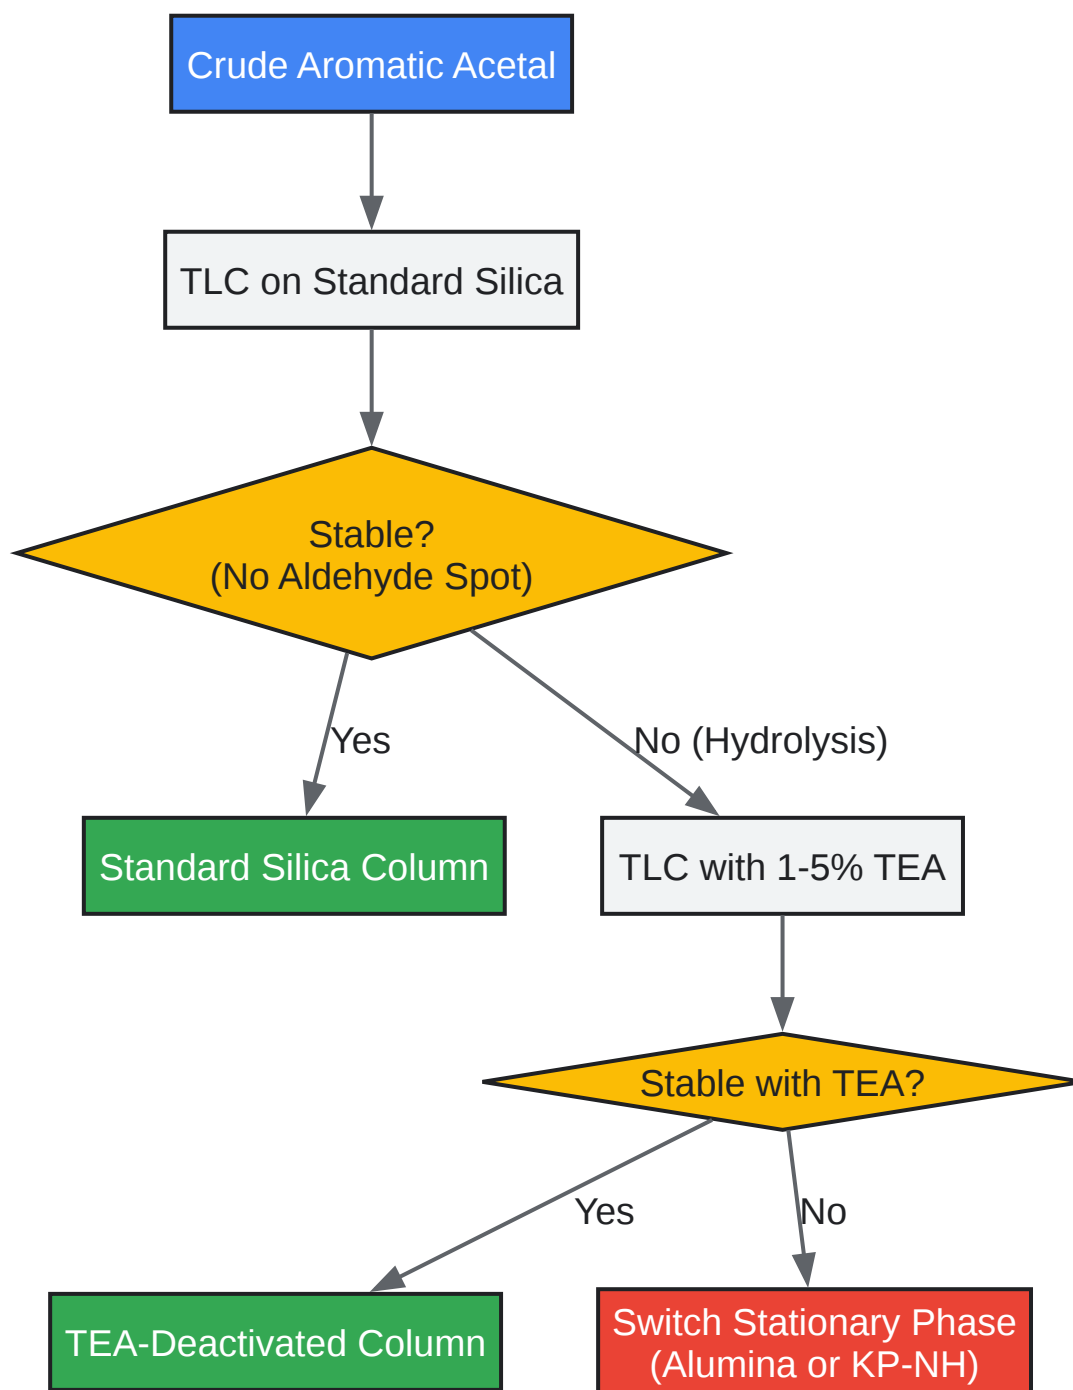 Crude Aromatic Acetal
TLC on Standard Silica
Stable?
(No Aldehyde Spot)
Yes
No (Hydrolysis)
Standard Silica Column
TLC with 1-5% TEA
Stable with TEA?
Yes
No
TEA-Deactivated Column
Switch Stationary Phase
(Alumina or KP-NH)